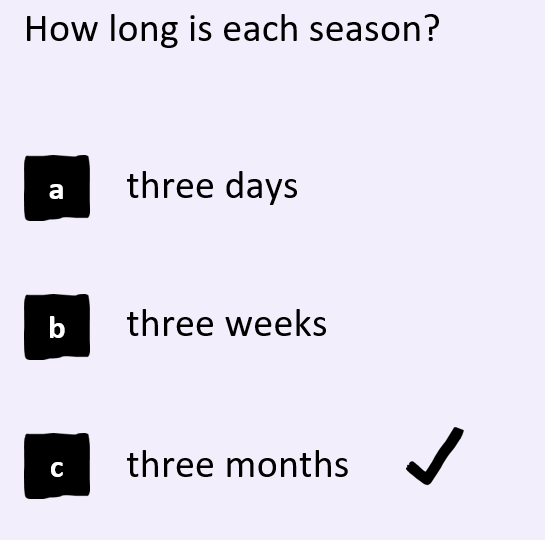 How long is each season?
a three days
b three weeks
c three months